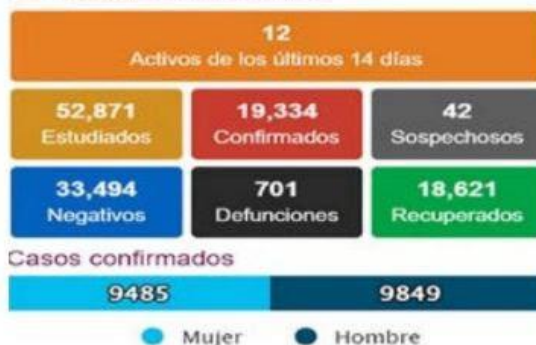 12
Activos de los últimos 14 días
52,871 19,334 42
Estudiados Confirmados Sospechosos
33,494 701 18,621
Negativos Defunciones Recuperados
Casos confirmados
9485 9849
Mujer Hombre